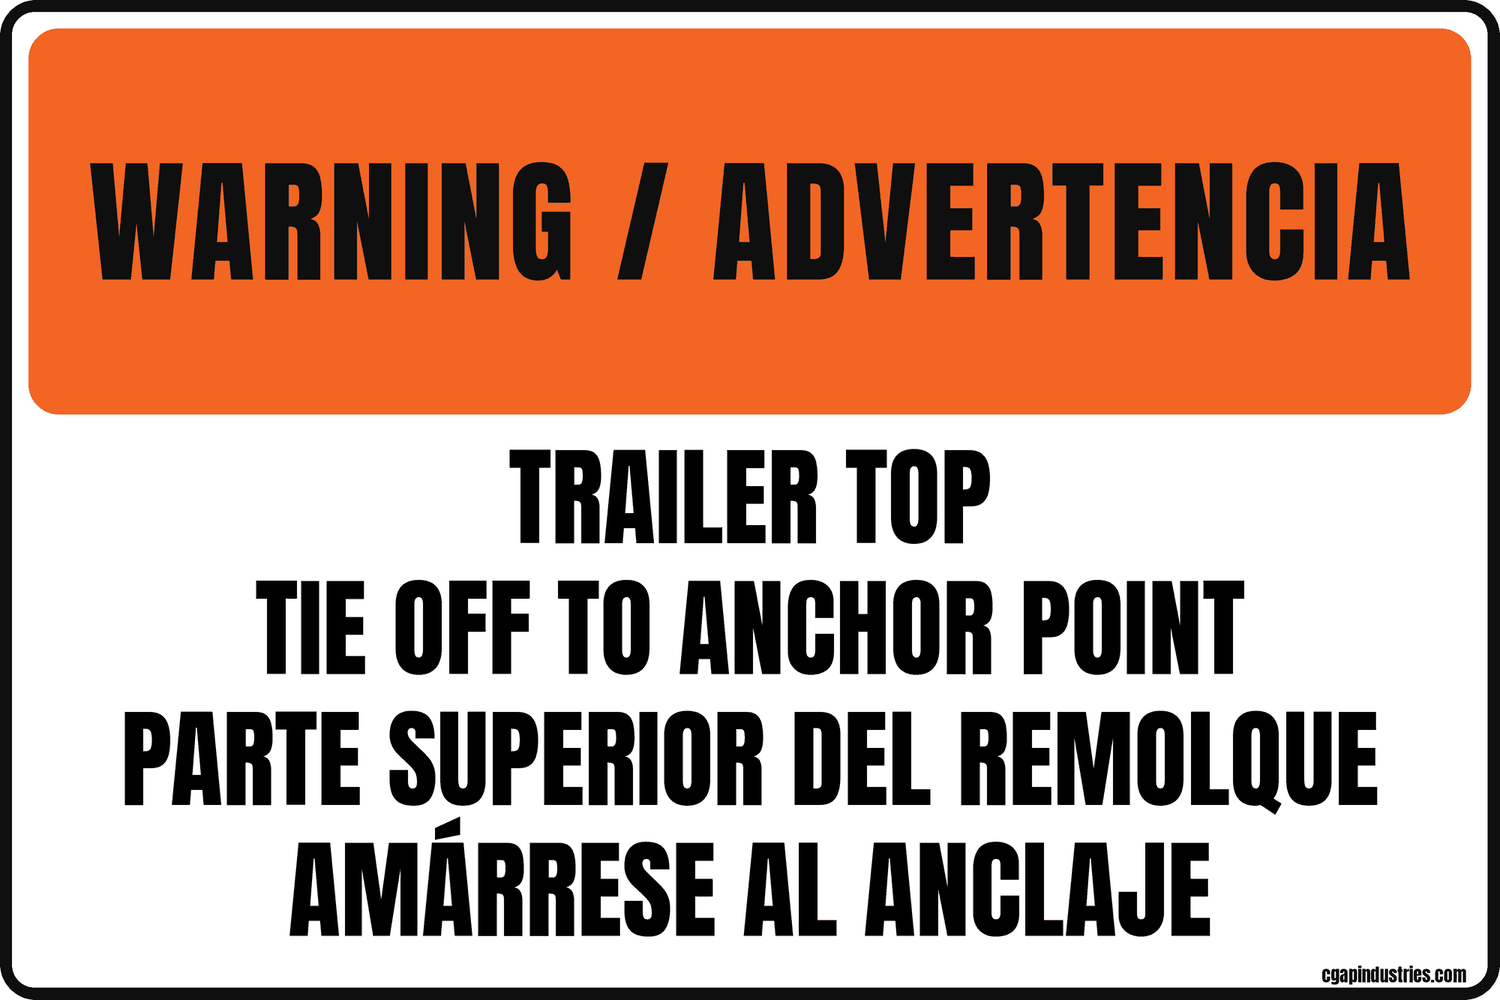 WARNING / ADVERTENCIA
TRAILER TOP
TIE OFF TO ANCHOR POINT
PARTE SUPERIOR DEL REMOLQUE
AMÁRRESE AL ANCLAJE
cgapindustries.com